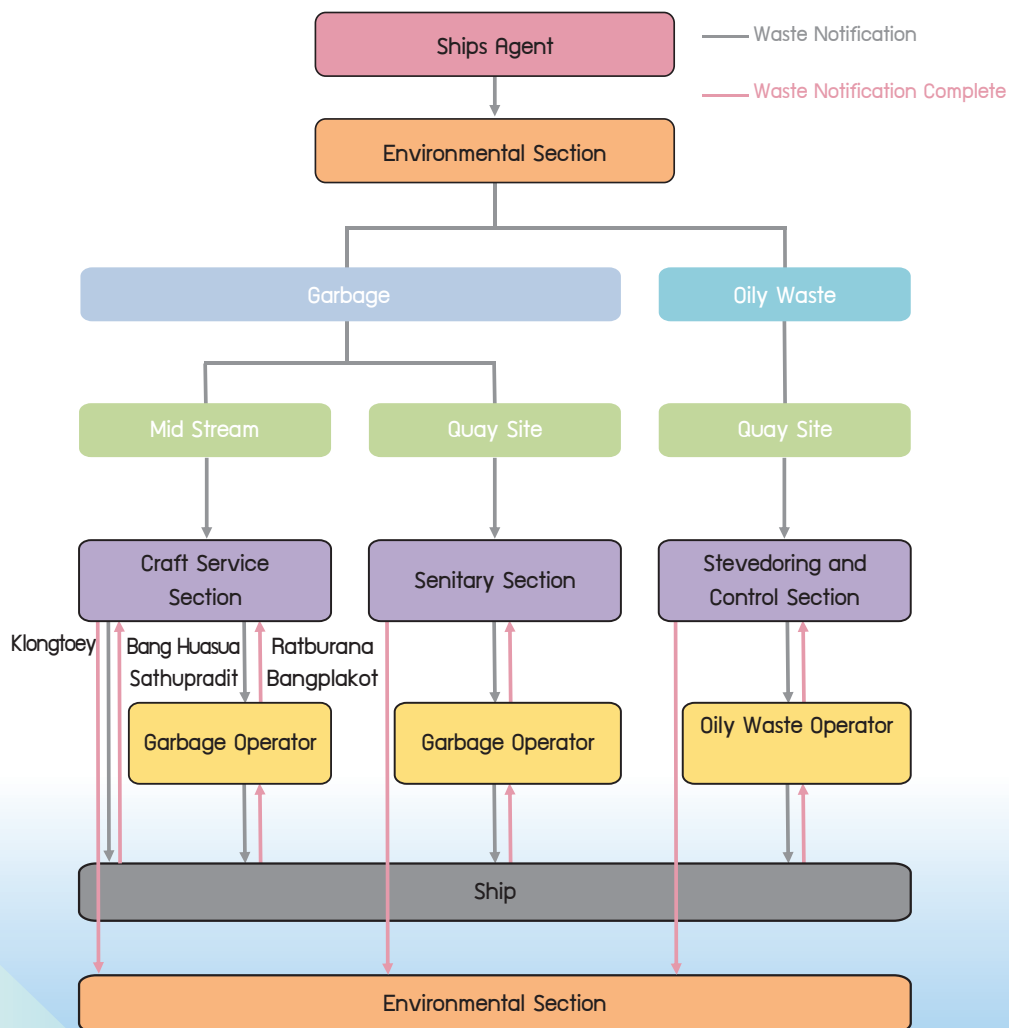 Ships Agent
Waste Notification
Waste Notification Complete
Environmental Section
Garbage
Oily Waste
Mid Stream
Quay Site
Quay Site
Craft Service
Section
Senitary Section
Stevedoring and
Control Section
Klongtoey
Bang Huasua
Sathupradit
Ratburana
Bangplakot
Garbage Operator
Garbage Operator
Oily Waste Operator
Ship
Environmental Section